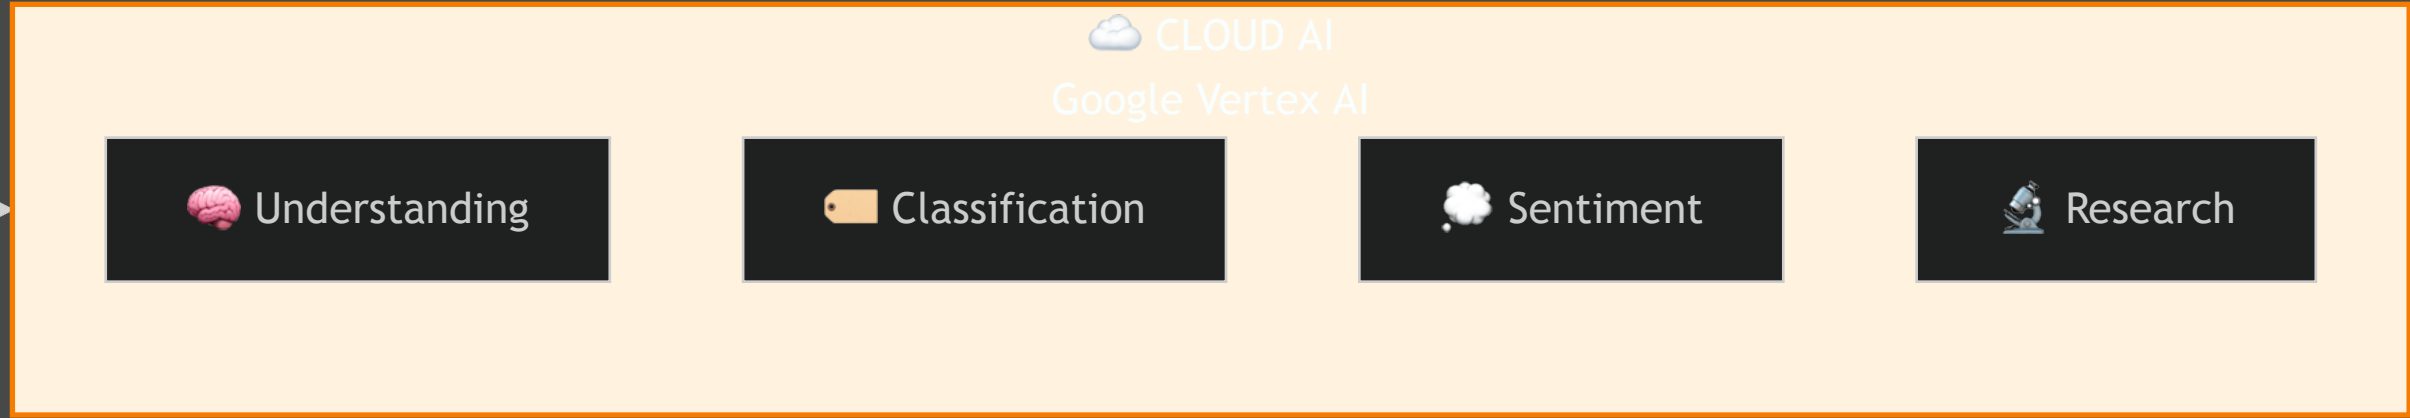 ☁️ CLOUD AI
Google Vertex AI
🧠 Understanding
🏷️ Classification
💭 Sentiment
🔬 Research